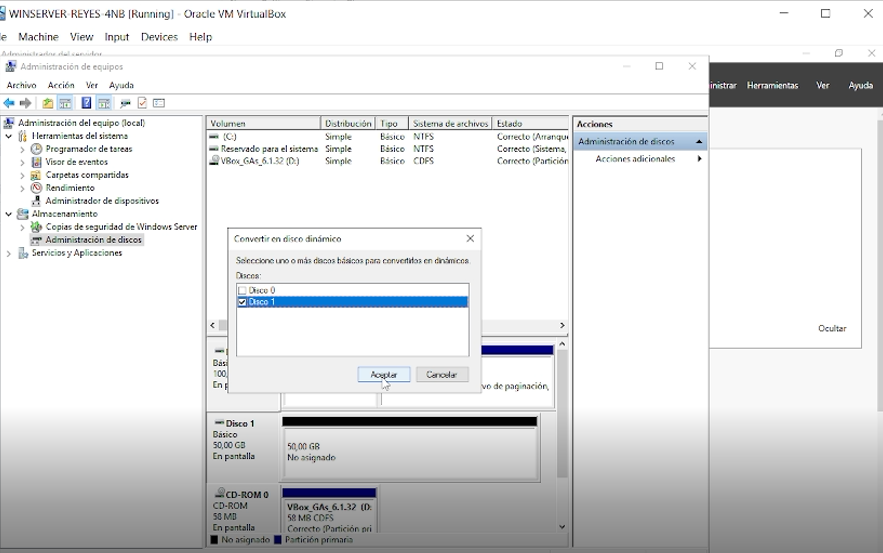 WINSERVER-REYES-4NB [Running] - Oracle VM VirtualBox
Machine View Input Devices Help
Administrador del servidor
Administración de equipos
Archivo Acción Ver Ayuda
Herramientas Ver Ayuda
Administración del equipo (local)
Herramientas del sistema
Programador de tareas
Visor de eventos
Carpetas compartidas
Rendimiento
Administrador de dispositivos
Almacenamiento
Copias de seguridad de Windows Server
Administración de discos
Servicios y Aplicaciones
Volumen Distribución Tipo Sistema de archivos Estado
(C:) Simple Básico NTFS Correcto (Arranque
Reservado para el sistema Simple Básico NTFS Correcto (Sistema,
VBox_GAs_6.1.32 (D:) Simple Básico CDFS Correcto (Partición
Acciones
Administración de discos
Acciones adicionales
Convertir en disco dinámico
Seleccione uno o más discos básicos para convertirlos en dinámicos.
Discos:
Disco 0
Disco 1
Aceptar Cancelar
Ocultar
Bási
100,
En p
vo de paginación,
Disco 1
Básico
50,00 GB
En pantalla
50,00 GB
No asignado
CD-ROM 0
CD-ROM
58 MB
En pantalla
VBox_GAs_6.1.32 (D:
58 MB CDFS
Correcto (Partición pri
No asignado Partición primaria